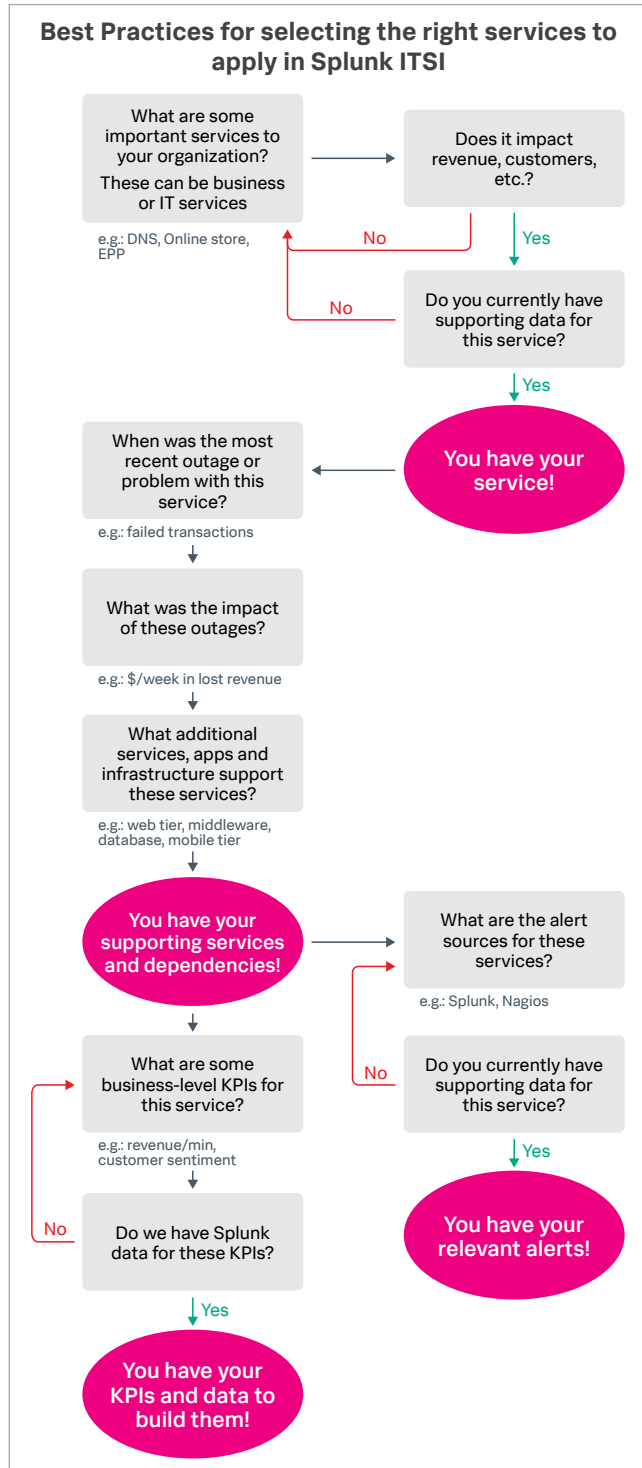 Best Practices for selecting the right services to
apply in Splunk ITSI
What are some
important services to
your organization?
These can be business
or IT services
e.g.: DNS, Online store,
EPP
Does it impact
revenue, customers,
etc.?
No
Yes
Do you currently have
supporting data for
this service?
No
Yes
You have your
service!
When was the most
recent outage or
problem with this
service?
e.g.: failed transactions
What was the impact
of these outages?
e.g.: $/week in lost revenue
What additional
services, apps and
infrastructure support
these services?
e.g.: web tier, middleware,
database, mobile tier
You have your
supporting services
and dependencies!
What are the alert
sources for these
services?
e.g.: Splunk, Nagios
Do you currently have
supporting data for
this service?
No
Yes
You have your
relevant alerts!
What are some
business-level KPIs for
this service?
e.g.: revenue/min,
customer sentiment
Do we have Splunk
data for these KPIs?
No
Yes
You have your
KPIs and data to
build them!